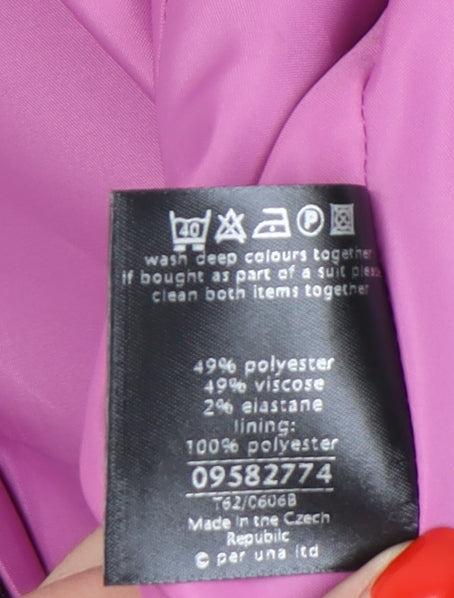 40 P
wash deep colours together
if bought as part of a suit please
clean both items together
49% polyester
49% viscose
2% elastane
lining:
100% polyester
09582774
T62/0606B
Made in the Czech
Republic
© per una ltd